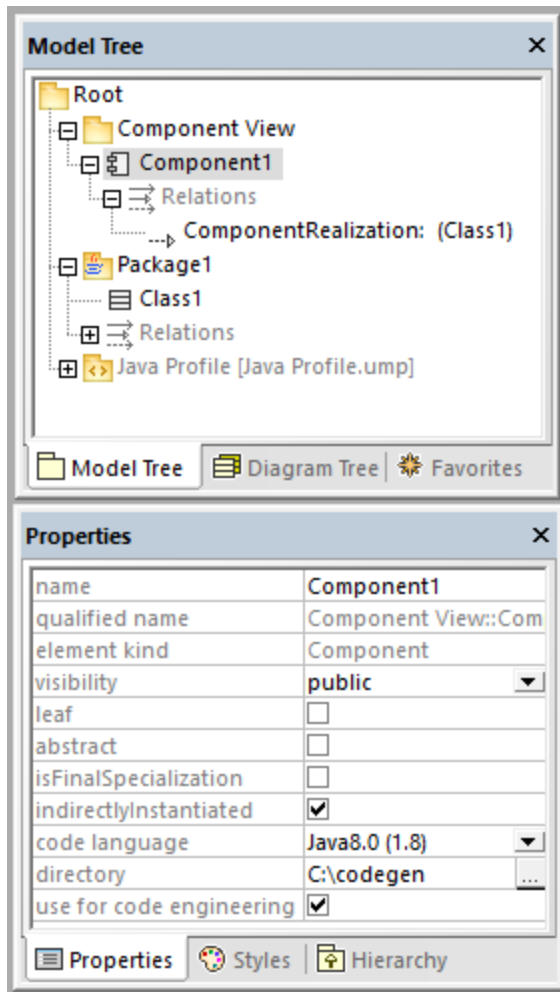 Model Tree
Root
Component View
Component1
Relations
ComponentRealization: (Class1)
Package1
Class1
Relations
Java Profile [Java Profile.ump]
Model Tree Diagram Tree Favorites
Properties
name Component1
qualified name Component View::Com
element kind Component
visibility public
leaf
abstract
isFinalSpecialization
indirectlyInstantiated
code language Java8.0 (1.8)
directory C:\codegen ...
use for code engineering
Properties Styles Hierarchy